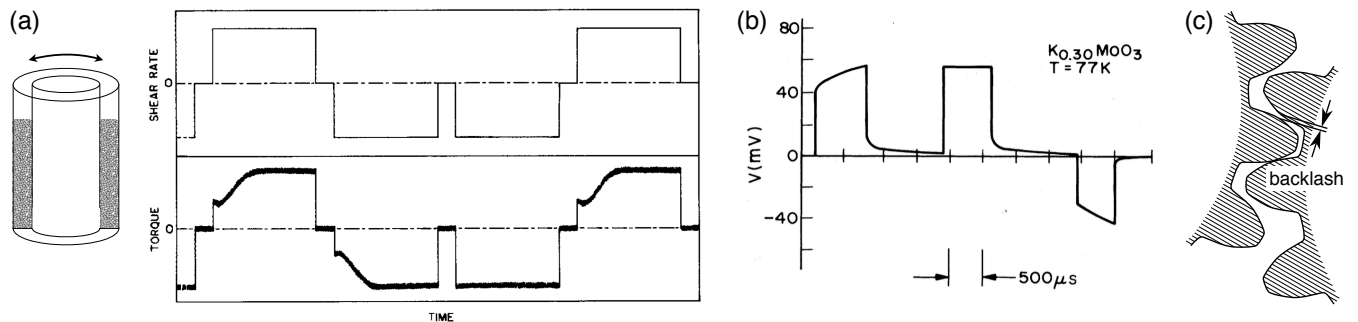 (a)
SHEAR RATE
0
TORQUE
0
TIME
(b)
K0.30MoO3
T = 77K
80
40
0
-40
V(mV)
500μs
(c)
backlash